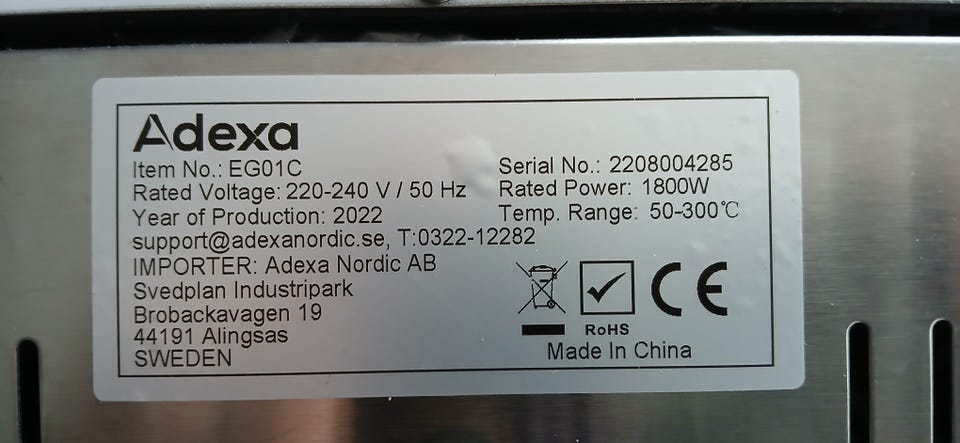 Adexa
Item No.: EG01C
Serial No.: 2208004285
Rated Voltage: 220-240 V / 50 Hz
Rated Power: 1800W
Year of Production: 2022
Temp. Range: 50-300℃
support@adexanordic.se, T:0322-12282
IMPORTER: Adexa Nordic AB
Svedplan Industripark
Brobackavagen 19
44191 Alingsas
SWEDEN
RoHS
CE
Made In China